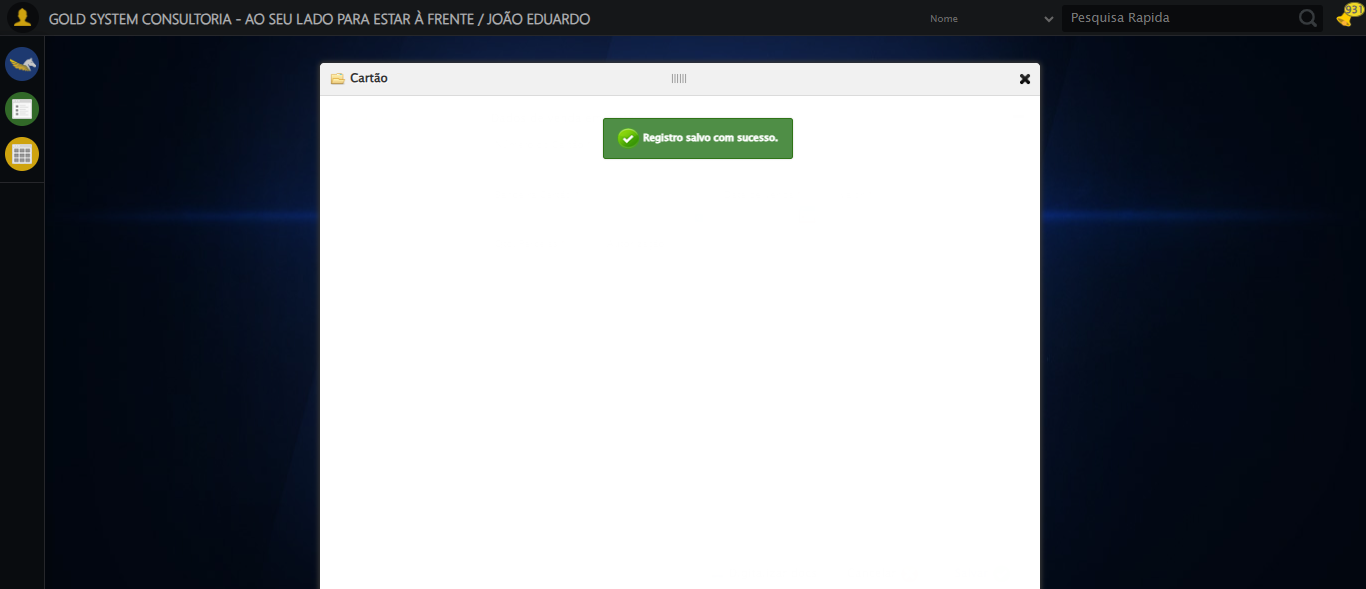 GOLD SYSTEM CONSULTORIA - AO SEU LADO PARA ESTAR À FRENTE / JOÃO EDUARDO
Nome
Pesquisa Rapida
931
Cartão
Registro salvo com sucesso.